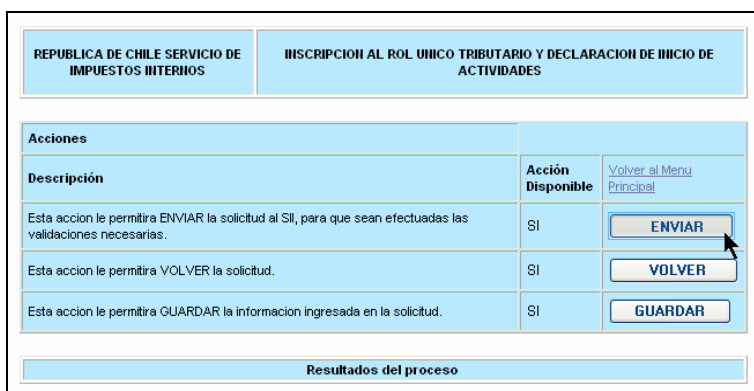 REPUBLICA DE CHILE SERVICIO DE
IMPUESTOS INTERNOS
INSCRIPCION AL ROL UNICO TRIBUTARIO Y DECLARACION DE INICIO DE
ACTIVIDADES
Acciones
Descripción
Acción
Disponible
Volver al Menu
Principal
Esta accion le permitira ENVIAR la solicitud al SII, para que sean efectuadas las
validaciones necesarias.
SI
ENVIAR
Esta accion le permitira VOLVER la solicitud.
SI
VOLVER
Esta accion le permitira GUARDAR la informacion ingresada en la solicitud.
SI
GUARDAR
Resultados del proceso